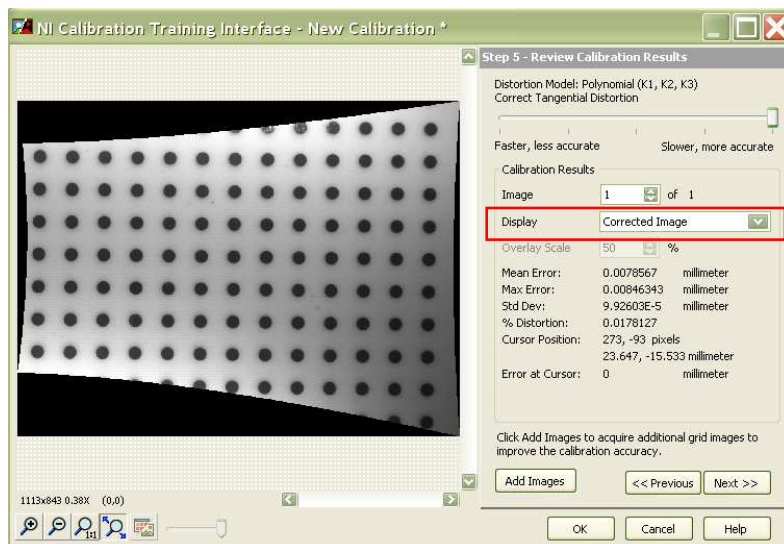 NI Calibration Training Interface - New Calibration *
Step 5 - Review Calibration Results
Distortion Model: Polynomial (K1, K2, K3)
Correct Tangential Distortion
Faster, less accurate Slower, more accurate
Calibration Results
Image 1 of 1
Display Corrected Image
Overlay Scale 50 %
Mean Error: 0.0078567 millimeter
Max Error: 0.00846343 millimeter
Std Dev: 9.92603E-5 millimeter
% Distortion: 0.0178127
Cursor Position: 273, -93 pixels
23.647, -15.533 millimeter
Error at Cursor: 0 millimeter
Click Add Images to acquire additional grid images to
improve the calibration accuracy.
Add Images << Previous Next >>
1113x843 0.38X (0,0)
1:1
OK Cancel Help